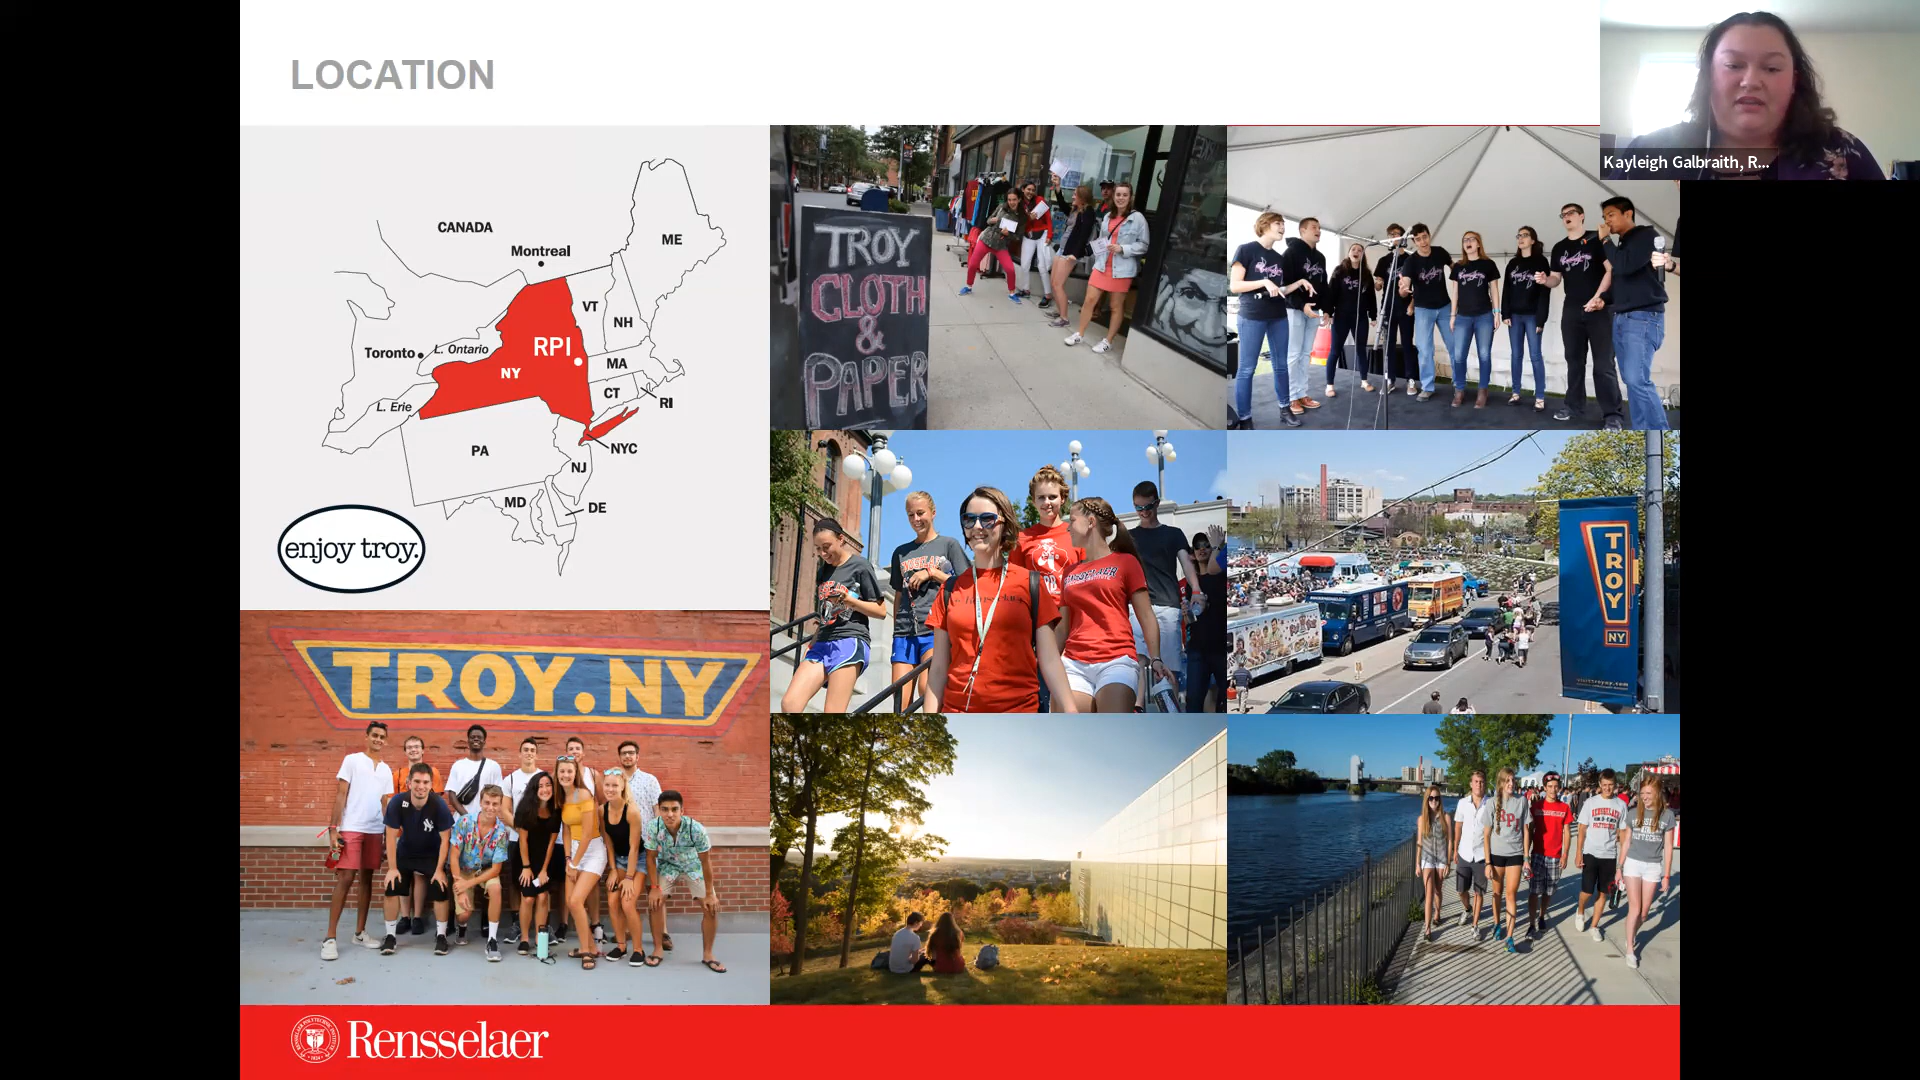 LOCATION
Kayleigh Galbraith, R...
CANADA
Montreal
ME
VT
NH
Toronto
L. Ontario
RPI
NY
MA
CT
RI
L. Erie
PA
NYC
NJ
MD
DE
enjoy troy.
TROY
CLOTH
&
PAPER
TROY
NY
TROY.NY
Rensselaer